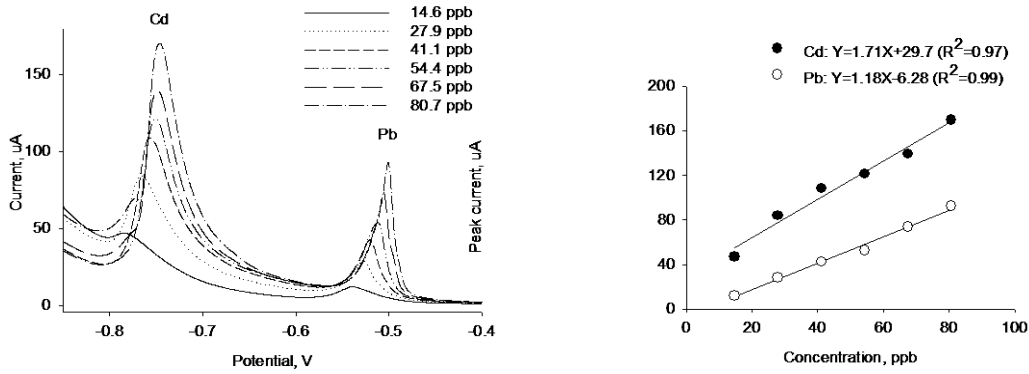 Cd
14.6 ppb
27.9 ppb
41.1 ppb
54.4 ppb
67.5 ppb
80.7 ppb
Pb
150
100
50
0
Current, uA
-0.8
-0.7
-0.6
-0.5
-0.4
Potential, V
Cd: Y=1.71X+29.7 (R²=0.97)
Pb: Y=1.18X-6.28 (R²=0.99)
200
160
120
80
40
0
Peak current, uA
0
20
40
60
80
100
Concentration, ppb